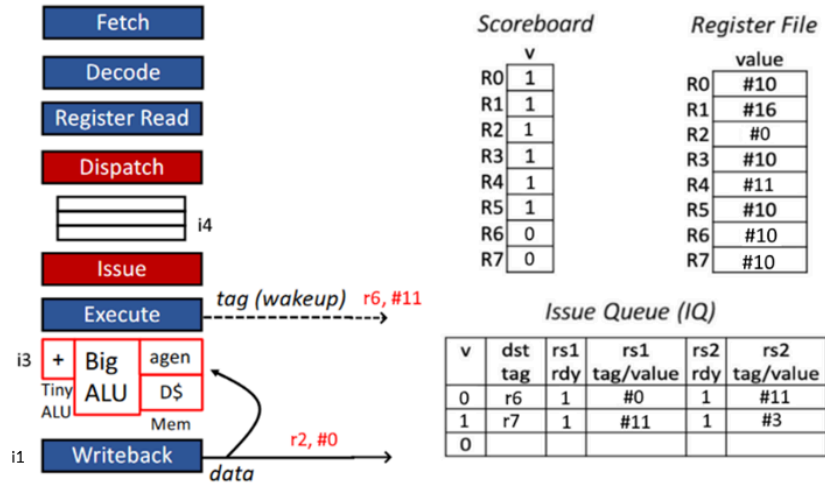 Fetch
Decode
Register Read
Dispatch
i4
Issue
Execute
tag (wakeup) r6, #11
i3 + Big ALU agen
Tiny ALU D$
Mem
i1 Writeback r2, #0
data
Scoreboard
v
R0 1
R1 1
R2 1
R3 1
R4 1
R5 1
R6 0
R7 0
Register File
value
R0 #10
R1 #16
R2 #0
R3 #10
R4 #11
R5 #10
R6 #10
R7 #10
Issue Queue (IQ)
v dst tag rs1 rdy rs1 tag/value rs2 rdy rs2 tag/value
0 r6 1 #0 1 #11
1 r7 1 #11 1 #3
0